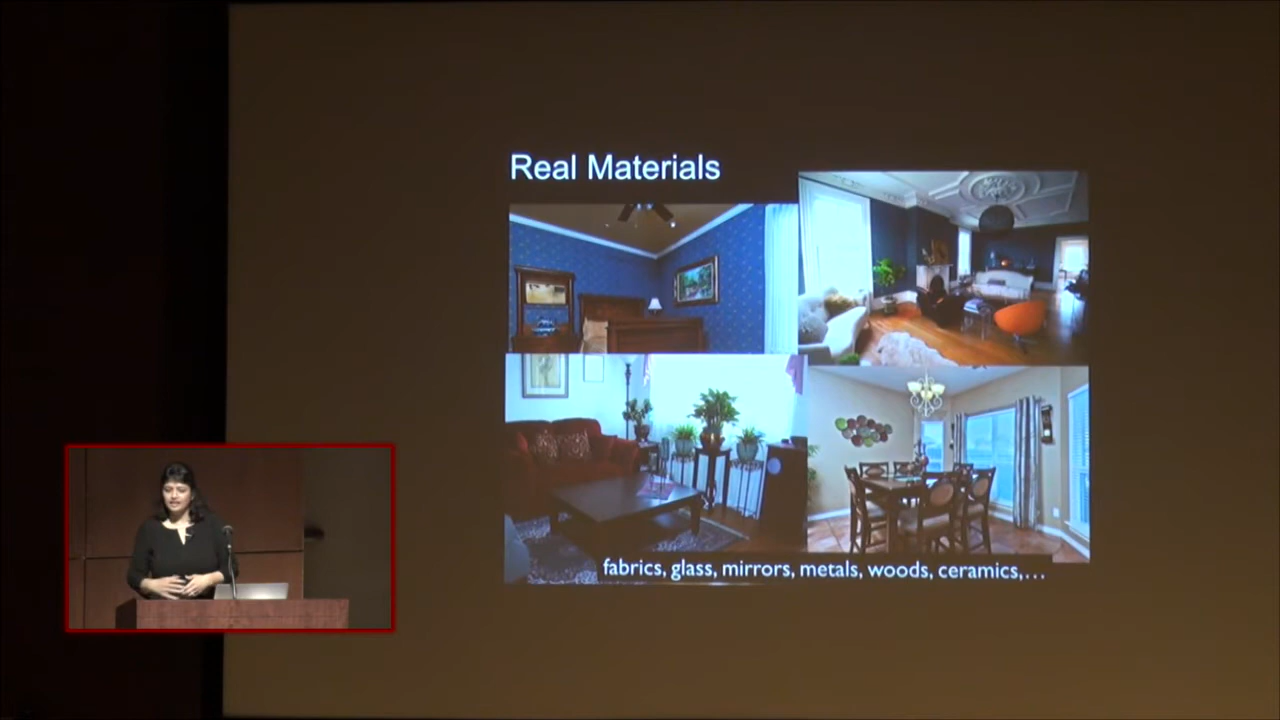 Real Materials
fabrics, glass, mirrors, metals, woods, ceramics,...